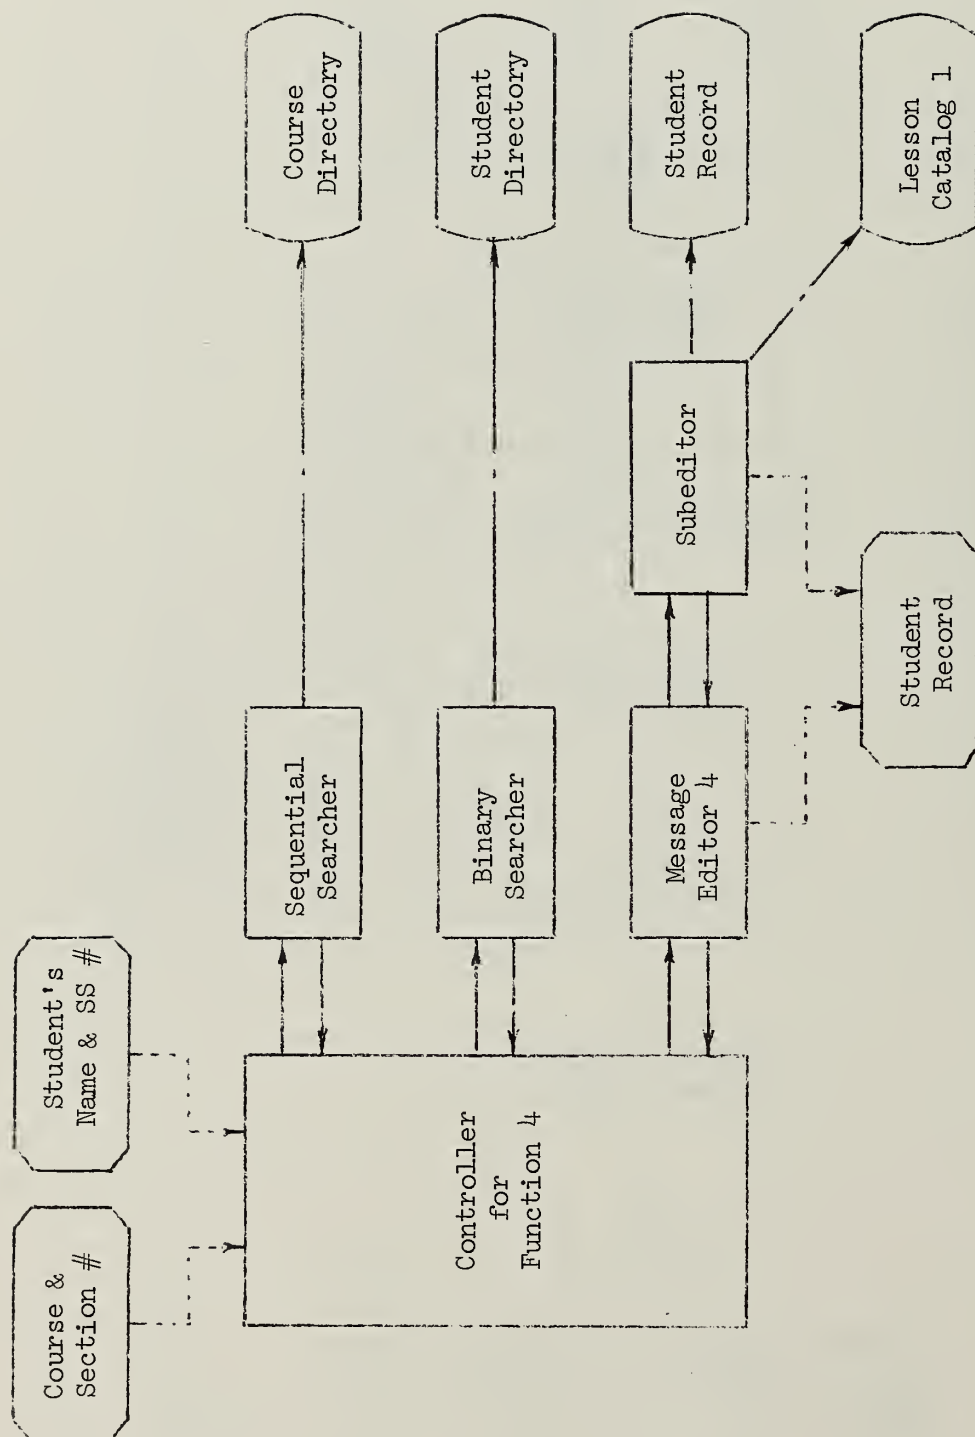 Course &
Section #
Student's
Name & SS #
Controller
for
Function 4
Sequential
Searcher
Course
Directory
Binary
Searcher
Student
Directory
Message
Editor 4
Subeditor
Student
Record
Student
Record
Lesson
Catalog 1